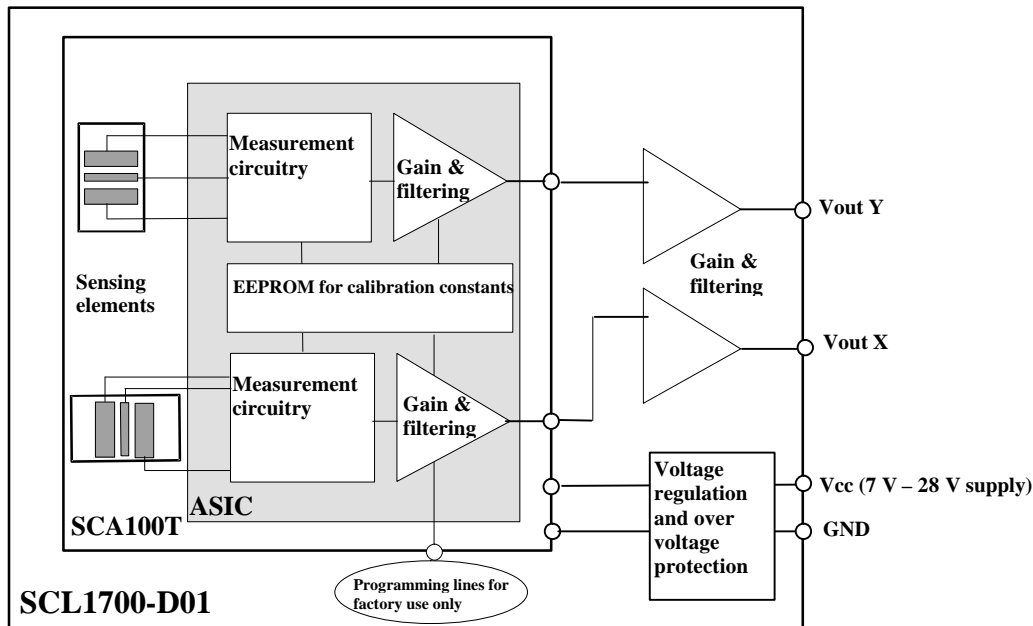 Measurement
circuitry
Gain &
filtering
Vout Y
Sensing
elements
EEPROM for calibration constants
Gain &
filtering
Vout X
Measurement
circuitry
Gain &
filtering
Voltage
regulation
and over
voltage
protection
Vcc (7 V – 28 V supply)
GND
ASIC
SCA100T
Programming lines for
factory use only
SCL1700-D01